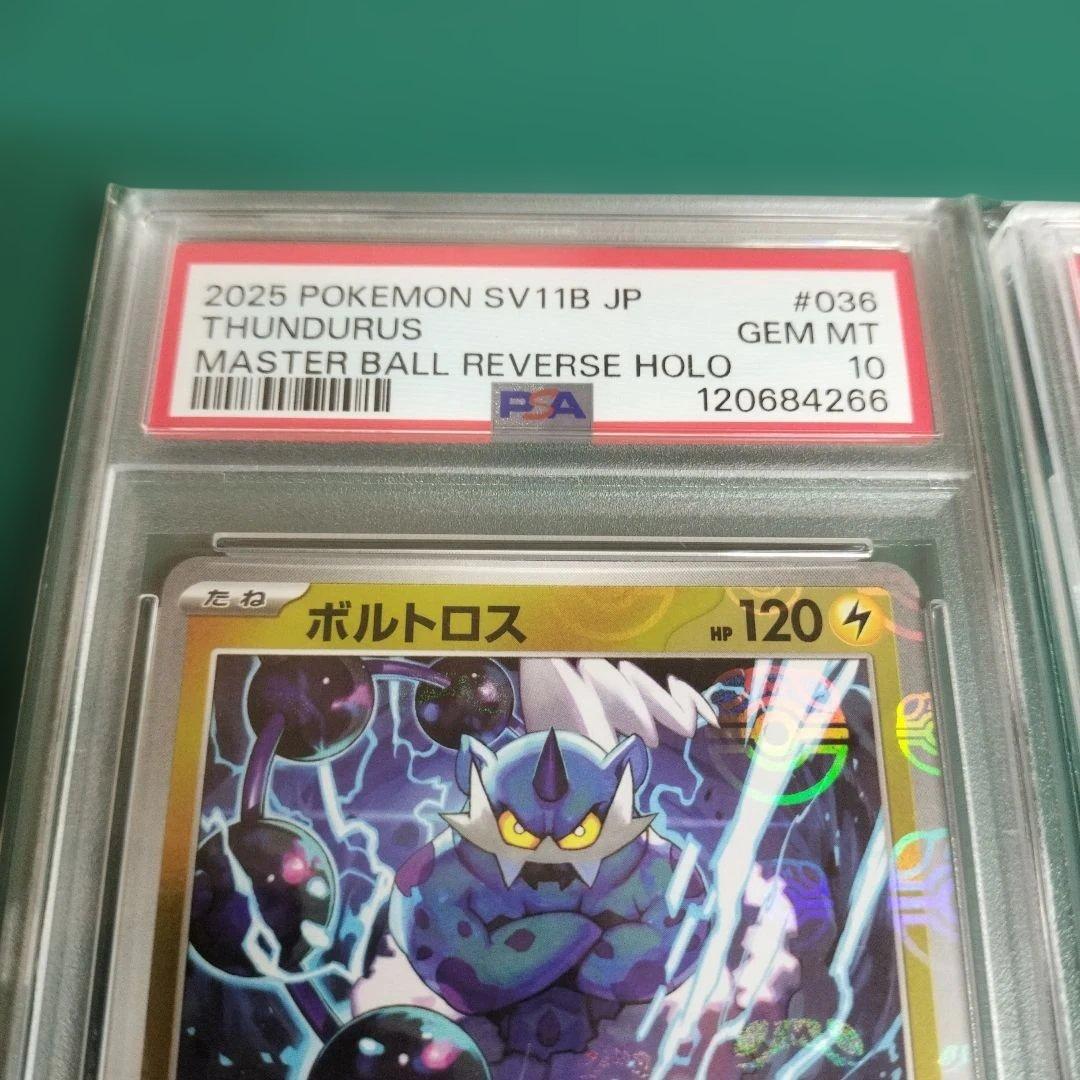 2025 POKEMON SV11B JP #036
THUNDURUS GEM MT
MASTER BALL REVERSE HOLO 10
PSA 120684266
たね ボルトロス HP 120